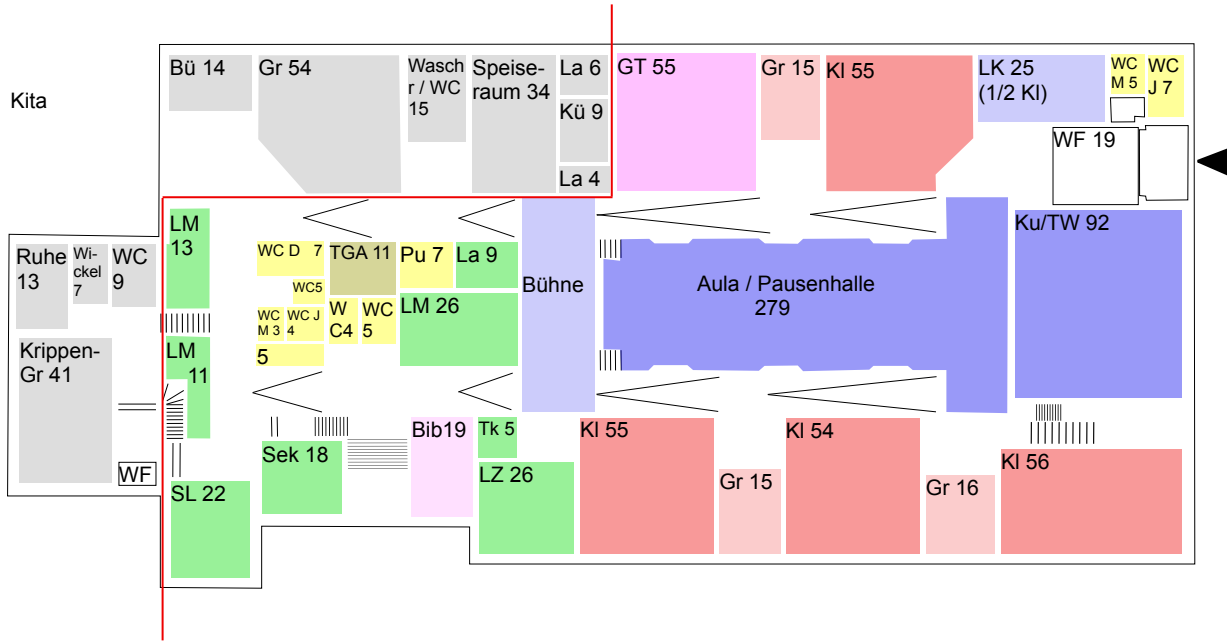 Kita
Bü 14
Gr 54
Wasch
r / WC
15
Speise-
raum 34
La 6
Kü 9
La 4
GT 55
Gr 15
Kl 55
LK 25
(1/2 Kl)
WC
M 5
WC
J 7
WF 19
LM
13
WC D 7
TGA 11
Pu 7
La 9
Bühne
Aula / Pausenhalle
279
Ku/TW 92
Ruhe
13
Wi-
ckel
7
WC
9
WC5
WC
M 3
WC J
4
W
C4
WC
5
LM 26
5
Krippen-
Gr 41
LM
11
WF
SL 22
Sek 18
Bib19
Tk 5
LZ 26
Kl 55
Gr 15
Kl 54
Gr 16
Kl 56